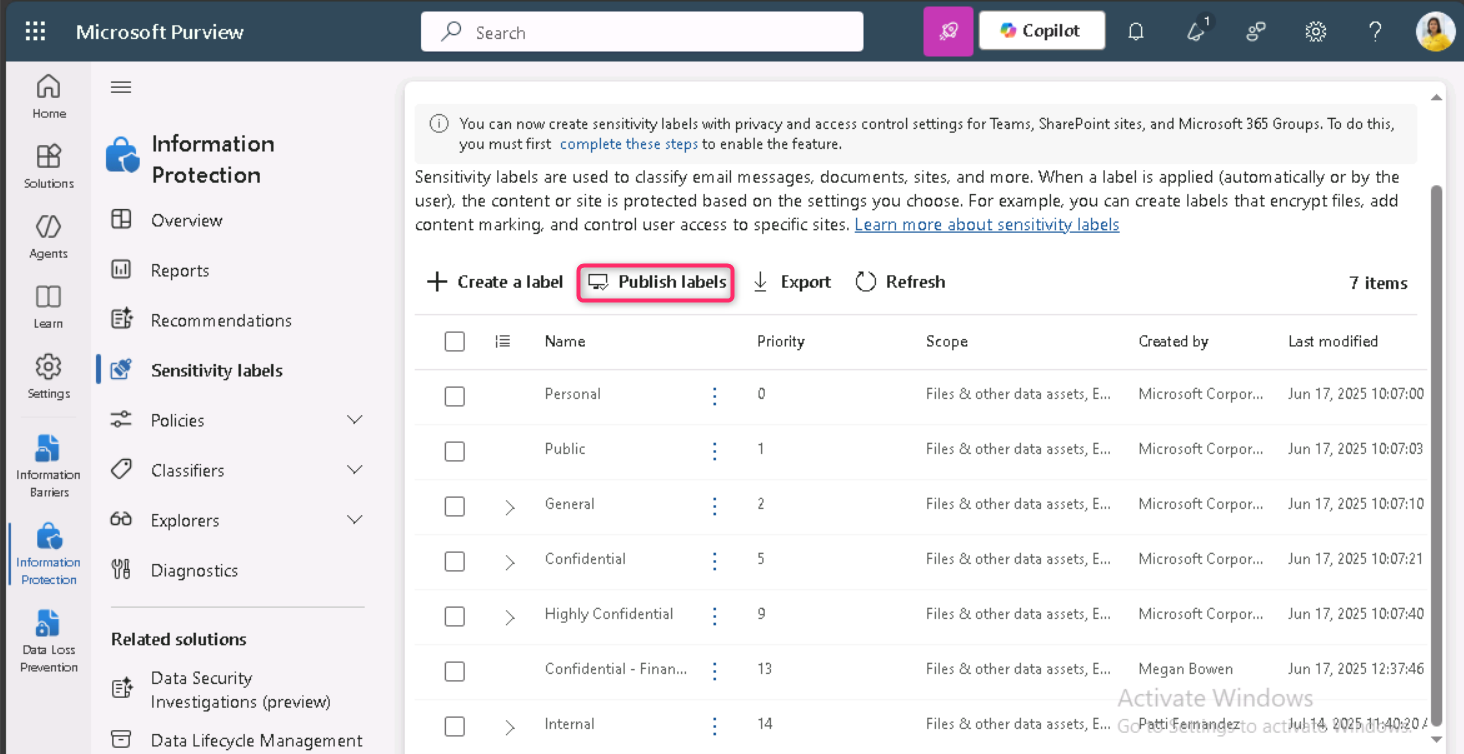 Microsoft Purview
Search
Copilot
1
Home
Solutions
Agents
Learn
Settings
Information
Barriers
Information
Protection
Data Loss
Prevention
Information
Protection
Overview
Reports
Recommendations
Sensitivity labels
Policies
Classifiers
Explorers
Diagnostics
Related solutions
Data Security
Investigations (preview)
Data Lifecycle Management
You can now create sensitivity labels with privacy and access control settings for Teams, SharePoint sites, and Microsoft 365 Groups. To do this,
you must first complete these steps to enable the feature.
Sensitivity labels are used to classify email messages, documents, sites, and more. When a label is applied (automatically or by the
user), the content or site is protected based on the settings you choose. For example, you can create labels that encrypt files, add
content marking, and control user access to specific sites. Learn more about sensitivity labels
Create a label Publish labels Export Refresh 7 items
Name Priority Scope Created by Last modified
Personal 0 Files & other data assets, E... Microsoft Corpor... Jun 17, 2025 10:07:00
Public 1 Files & other data assets, E... Microsoft Corpor... Jun 17, 2025 10:07:03
General 2 Files & other data assets, E... Microsoft Corpor... Jun 17, 2025 10:07:10
Confidential 5 Files & other data assets, E... Microsoft Corpor... Jun 17, 2025 10:07:21
Highly Confidential 9 Files & other data assets, E... Microsoft Corpor... Jun 17, 2025 10:07:40
Confidential - Finan... 13 Files & other data assets, E... Megan Bowen Jun 17, 2025 12:37:46
Activate Windows
Internal 14 Files & other data assets, E... Patti Fernandez Jul 14, 2025 11:40:20 A
Go to Settings to activate Windows.